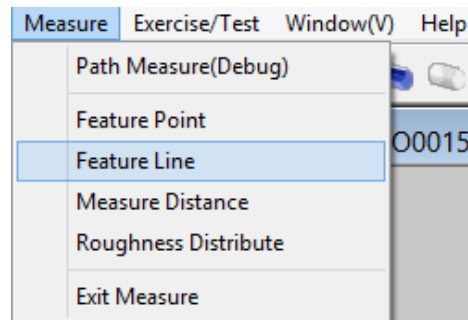 Measure Exercise/Test Window(V) Help
Path Measure(Debug)
Feature Point
O0015
Feature Line
Measure Distance
Roughness Distribute
Exit Measure